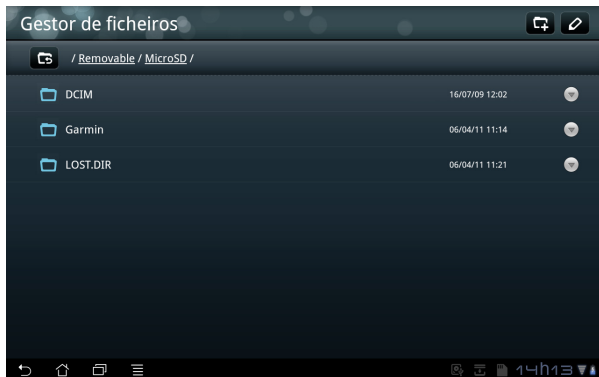 Gestor de ficheiros
/ Removable / MicroSD /
DCIM 16/07/09 12:02
Garmin 06/04/11 11:14
LOST.DIR 06/04/11 11:21
14h13